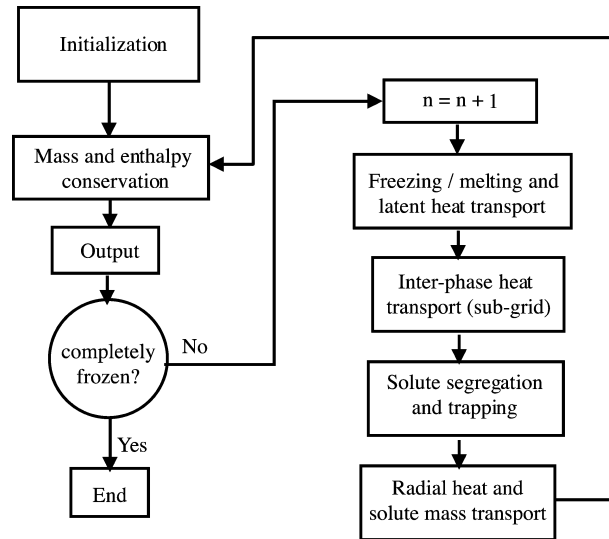 Initialization
Mass and enthalpy
conservation
Output
completely
frozen?
No
Yes
End
n = n + 1
Freezing / melting and
latent heat transport
Inter-phase heat
transport (sub-grid)
Solute segregation
and trapping
Radial heat and
solute mass transport